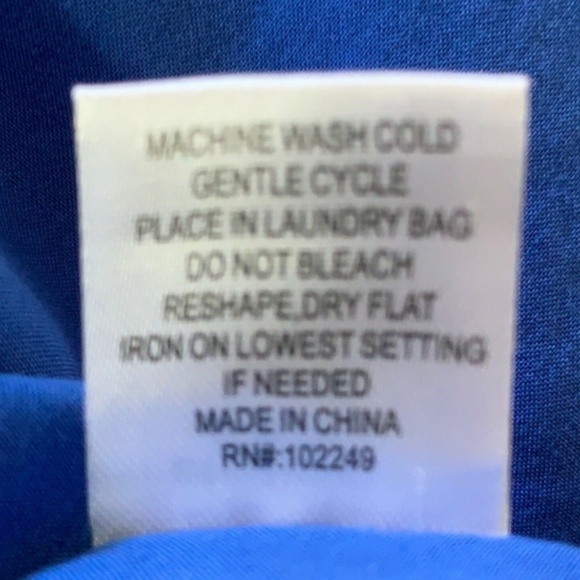 MACHINE WASH COLD
GENTLE CYCLE
PLACE IN LAUNDRY BAG
DO NOT BLEACH
RESHAPE,DRY FLAT
IRON ON LOWEST SETTING
IF NEEDED
MADE IN CHINA
RN#:102249